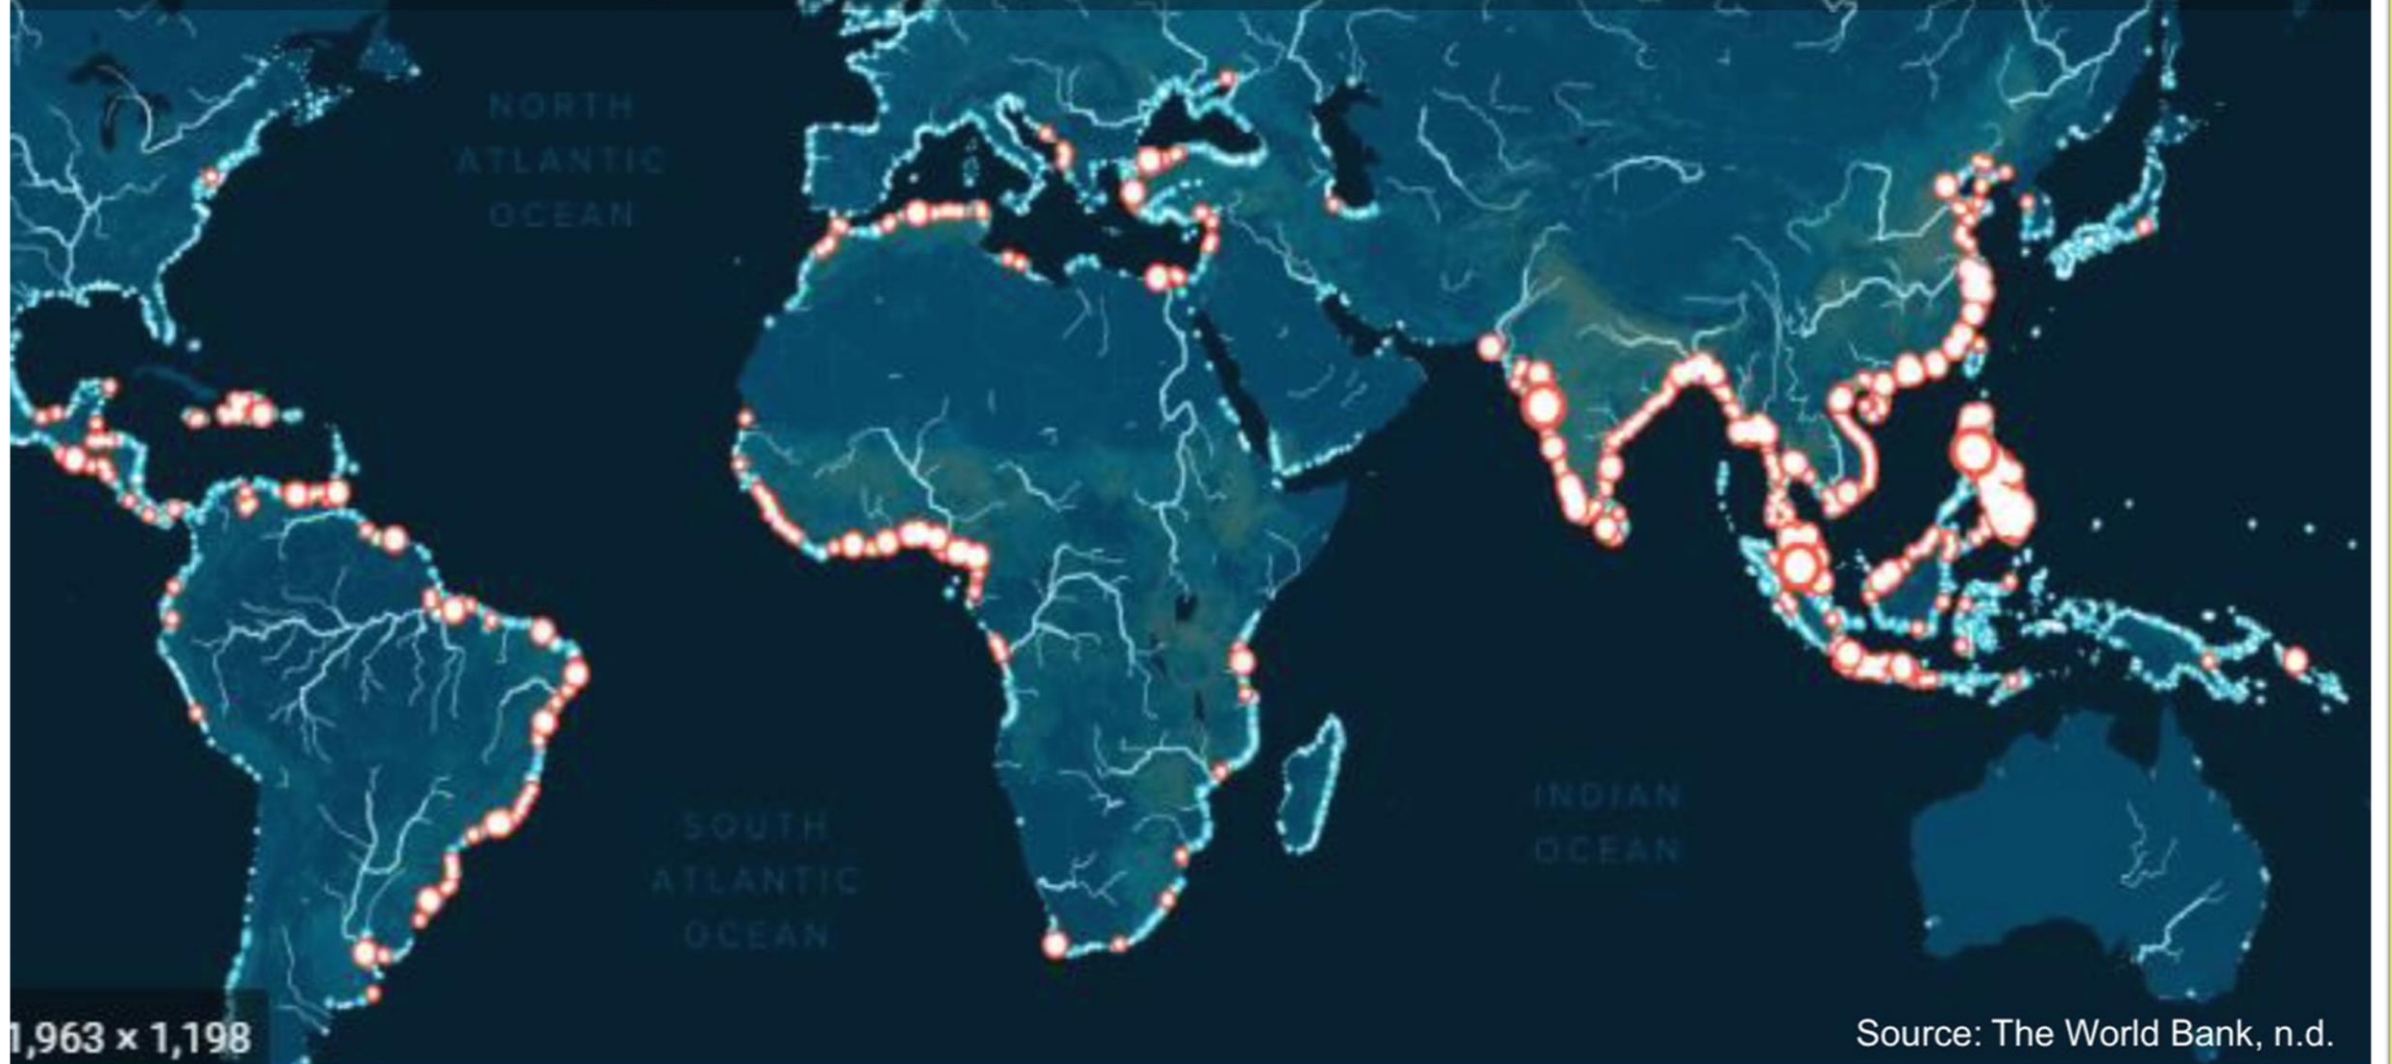 NORTH
ATLANTIC
OCEAN
SOUTH
ATLANTIC
OCEAN
INDIAN
OCEAN
1,963 × 1,198
Source: The World Bank, n.d.